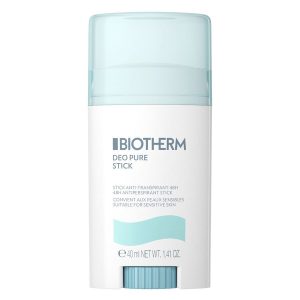 BIOTHERM
DEO PURE
STICK
STICK ANTI-TRANSPIRANT 48H
48H ANTIPERSPIRANT STICK
CONVIENT AUX PEAUX SENSIBLES
SUITABLE FOR SENSITIVE SKIN
℮ 40 ml NET WT. 1.41 OZ.